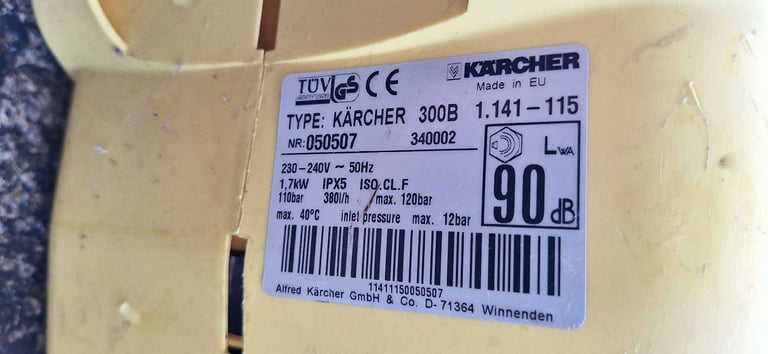 TÜV GS CE KÄRCHER
Made in EU
TYPE: KÄRCHER 300B 1.141-115
NR: 050507 340002
230-240V ~ 50Hz
1,7kW IPX5 ISO.CL.F
110bar 380l/h max. 120bar
max. 40°C inlet pressure max. 12bar
LWA
90 dB
11411150050507
Alfred Kärcher GmbH & Co. D-71364 Winnenden